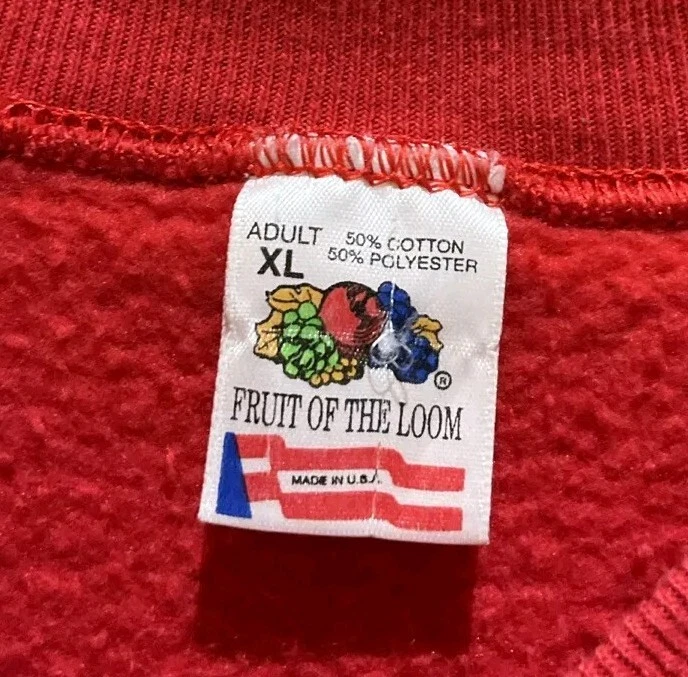 ADULT 50% COTTON
XL 50% POLYESTER
®
FRUIT OF THE LOOM
MADE IN U.S.A.